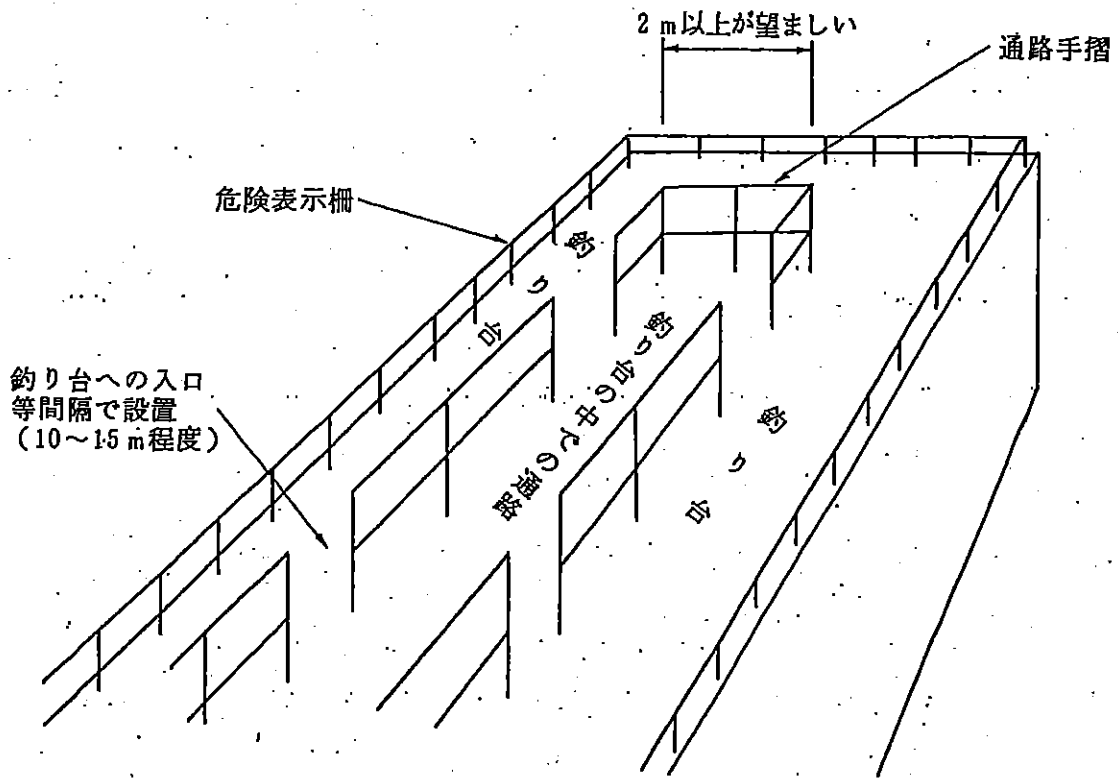 2m以上が望ましい
通路手摺
危険表示柵
釣り台
釣り台への入口
等間隔で設置
(10～15m程度)
釣り台の中での通路
釣り台